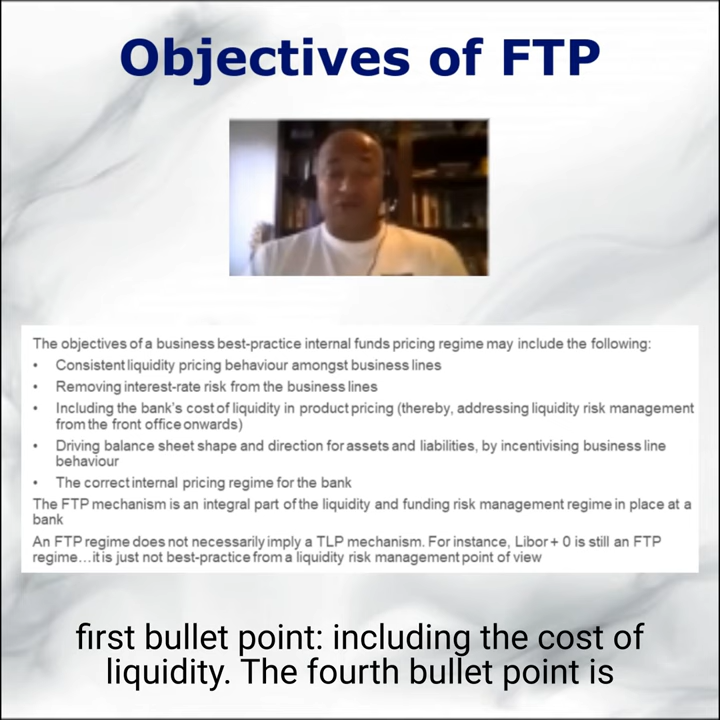 Objectives of FTP
The objectives of a business best-practice internal funds pricing regime may include the following:
• Consistent liquidity pricing behaviour amongst business lines
• Removing interest-rate risk from the business lines
• Including the bank's cost of liquidity in product pricing (thereby, addressing liquidity risk management
from the front office onwards)
• Driving balance sheet shape and direction for assets and liabilities, by incentivising business line
behaviour
• The correct internal pricing regime for the bank
The FTP mechanism is an integral part of the liquidity and funding risk management regime in place at a
bank
An FTP regime does not necessarily imply a TLP mechanism. For instance, Libor + 0 is still an FTP
regime…it is just not best-practice from a liquidity risk management point of view
first bullet point: including the cost of
liquidity. The fourth bullet point is